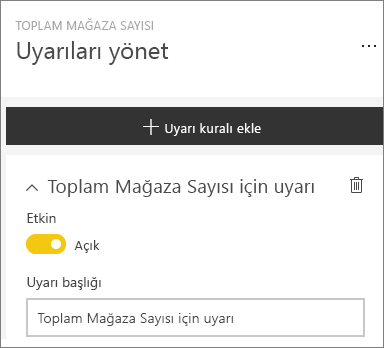 TOPLAM MAĞAZA SAYISI
Uyarıları yönet
Uyarı kuralı ekle
Toplam Mağaza Sayısı için uyarı
Etkin
Açık
Uyarı başlığı
Toplam Mağaza Sayısı için uyarı